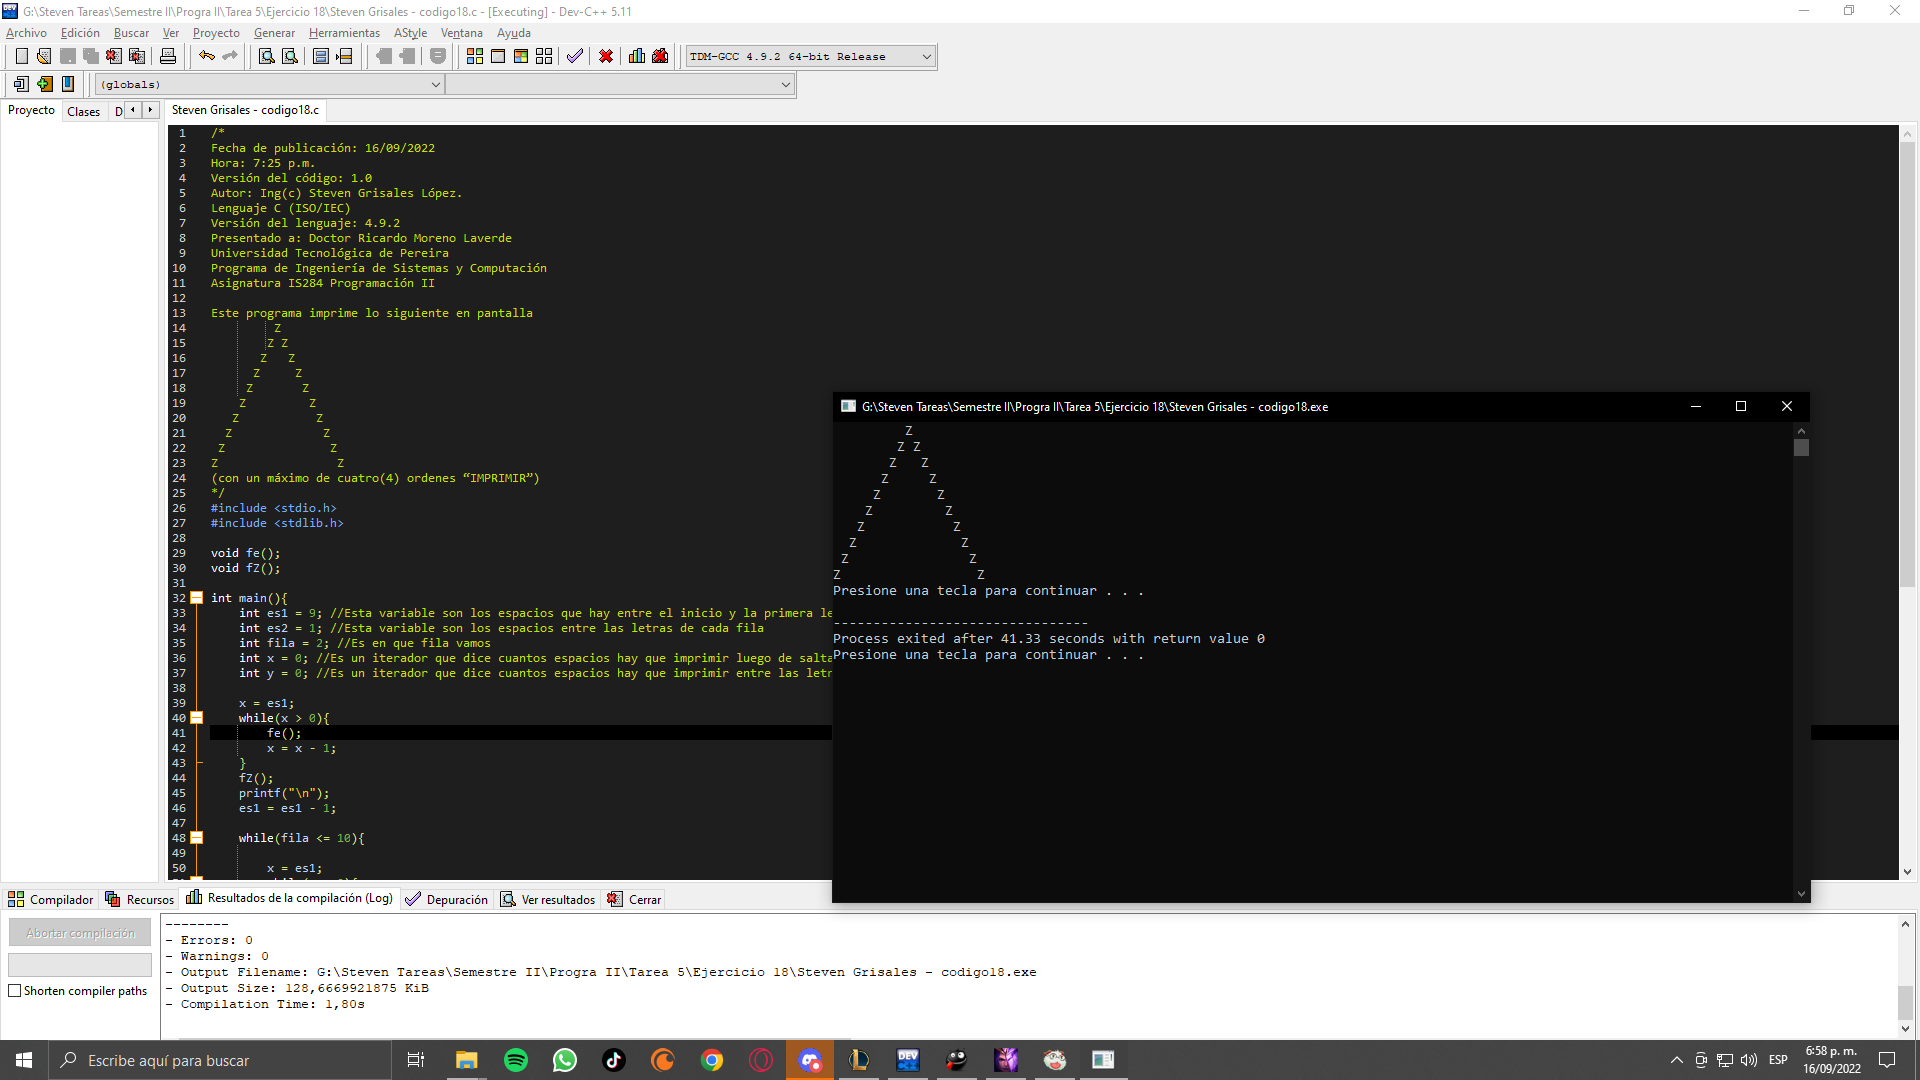 G:\Steven Tareas\Semestre II\Progra II\Tarea 5\Ejercicio 18\Steven Grisales - codigo18.c - [Executing] - Dev-C++ 5.11
Archivo Edición Buscar Ver Proyecto Generar Herramientas AStyle Ventana Ayuda
TDM-GCC 4.9.2 64-bit Release
(globals)
Proyecto Clases D
Steven Grisales - codigo18.c
1 /*
2 Fecha de publicación: 16/09/2022
3 Hora: 7:25 p.m.
4 Versión del código: 1.0
5 Autor: Ing(c) Steven Grisales López.
6 Lenguaje C (ISO/IEC)
7 Versión del lenguaje: 4.9.2
8 Presentado a: Doctor Ricardo Moreno Laverde
9 Universidad Tecnológica de Pereira
10 Programa de Ingeniería de Sistemas y Computación
11 Asignatura IS284 Programación II
12
13 Este programa imprime lo siguiente en pantalla
14 Z
15 Z Z
16 Z Z
17 Z Z
18 Z Z
19 Z Z
20 Z Z
21 Z Z
22 Z Z
23 Z Z
24 (con un máximo de cuatro(4) ordenes “IMPRIMIR”)
25 */
26 #include <stdio.h>
27 #include <stdlib.h>
28
29 void fe();
30 void fZ();
31
32 int main(){
33 int es1 = 9; //Esta variable son los espacios que hay entre el inicio y la primera le
34 int es2 = 1; //Esta variable son los espacios entre las letras de cada fila
35 int fila = 2; //Es en que fila vamos
36 int x = 0; //Es un iterador que dice cuantos espacios hay que imprimir luego de salta
37 int y = 0; //Es un iterador que dice cuantos espacios hay que imprimir entre las letr
38
39 x = es1;
40 while(x > 0){
41 fe();
42 x = x - 1;
43 }
44 fZ();
45 printf("\n");
46 es1 = es1 - 1;
47
48 while(fila <= 10){
49
50 x = es1;
G:\Steven Tareas\Semestre II\Progra II\Tarea 5\Ejercicio 18\Steven Grisales - codigo18.exe
Z
Z Z
Z Z
Z Z
Z Z
Z Z
Z Z
Z Z
Z Z
Z Z
Presione una tecla para continuar . . .
--------------------------------
Process exited after 41.33 seconds with return value 0
Presione una tecla para continuar . . .
Compilador Recursos Resultados de la compilación (Log) Depuración Ver resultados Cerrar
Abortar compilación
Shorten compiler paths
--------
- Errors: 0
- Warnings: 0
- Output Filename: G:\Steven Tareas\Semestre II\Progra II\Tarea 5\Ejercicio 18\Steven Grisales - codigo18.exe
- Output Size: 128,6669921875 KiB
- Compilation Time: 1,80s
Escribe aquí para buscar
DEV
ESP
6:58 p. m.
16/09/2022